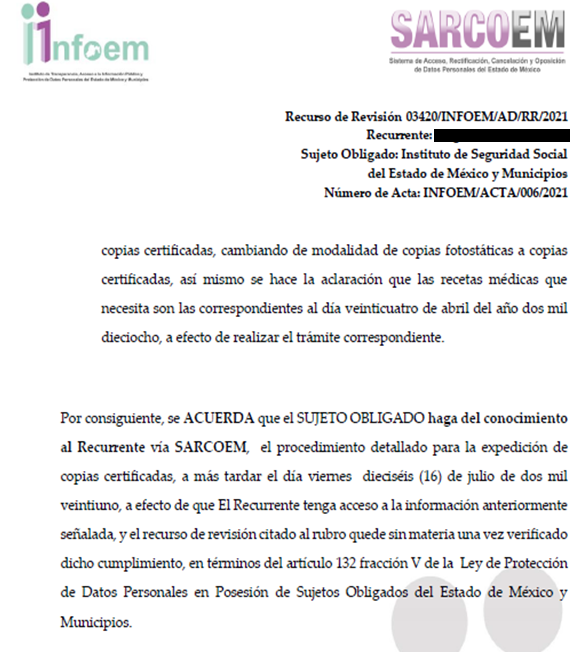 infoem
Instituto de Transparencia, Acceso a la Información Pública y
Protección de Datos Personales del Estado de México y Municipios
SARCOEM
Sistema de Acceso, Rectificación, Cancelación y Oposición
de Datos Personales del Estado de México
Recurso de Revisión 03420/INFOEM/AD/RR/2021
Recurrente:
Sujeto Obligado: Instituto de Seguridad Social
del Estado de México y Municipios
Número de Acta: INFOEM/ACTA/006/2021
copias certificadas, cambiando de modalidad de copias fotostáticas a copias
certificadas, así mismo se hace la aclaración que las recetas médicas que
necesita son las correspondientes al día veinticuatro de abril del año dos mil
dieciocho, a efecto de realizar el trámite correspondiente.
Por consiguiente, se ACUERDA que el SUJETO OBLIGADO haga del conocimiento
al Recurrente vía SARCOEM, el procedimiento detallado para la expedición de
copias certificadas, a más tardar el día viernes dieciséis (16) de julio de dos mil
veintiuno, a efecto de que El Recurrente tenga acceso a la información anteriormente
señalada, y el recurso de revisión citado al rubro quede sin materia una vez verificado
dicho cumplimiento, en términos del artículo 132 fracción V de la Ley de Protección
de Datos Personales en Posesión de Sujetos Obligados del Estado de México y
Municipios.